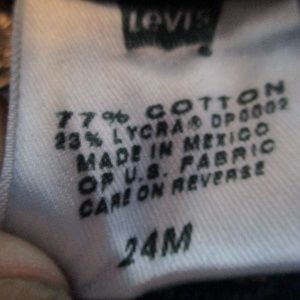 Levi's
77% COTTON
23% LYCRA® DP0002
MADE IN MEXICO
OF U.S. FABRIC
CARE ON REVERSE
24M